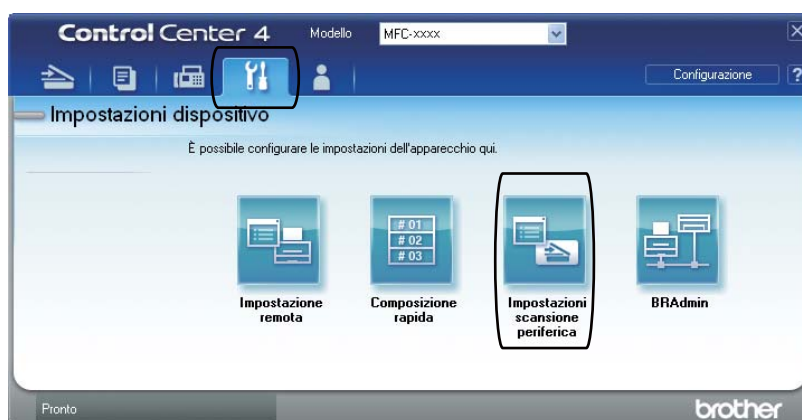 Control Center 4 Modello MFC-xxxx
Configurazione ?
Impostazioni dispositivo
È possibile configurare le impostazioni dell'apparecchio qui.
# 01
# 02
# 03
Impostazione
remota
Composizione
rapida
Impostazioni
scansione
periferica
BRAdmin
Pronto
brother